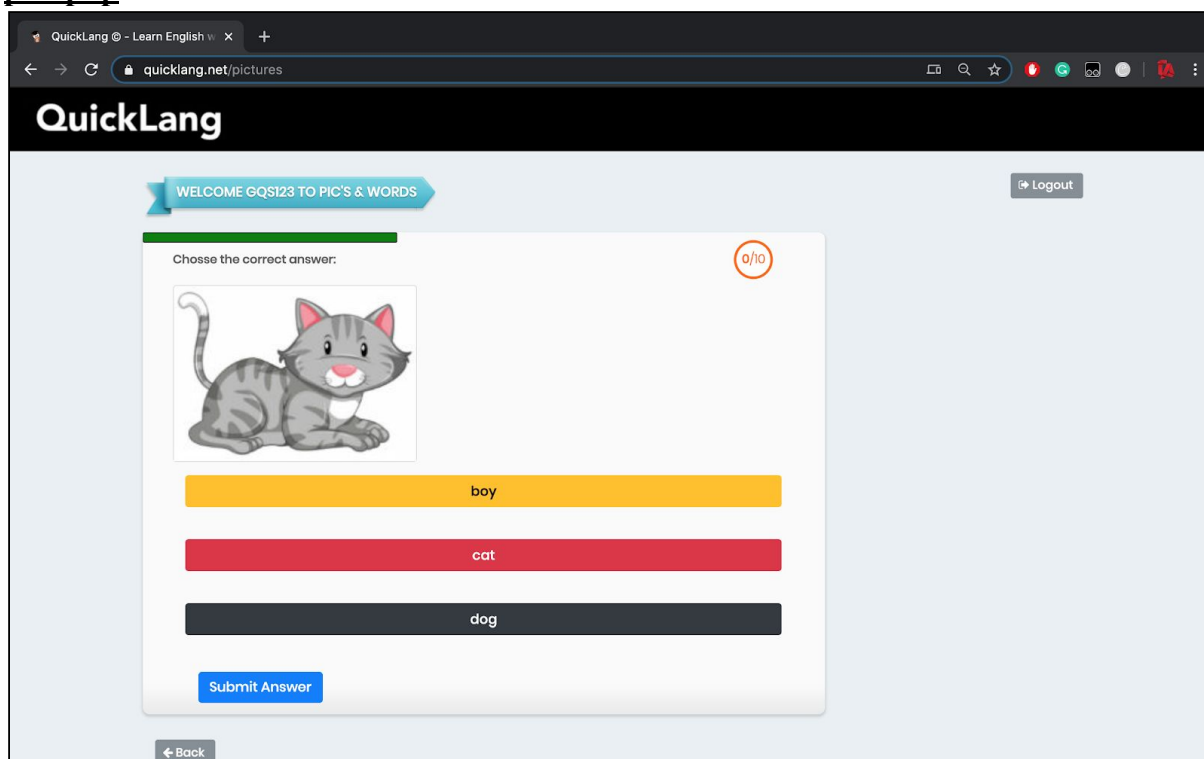 QuickLang © - Learn English w
quicklang.net/pictures
QuickLang
WELCOME GQS123 TO PIC'S & WORDS
Logout
Chosse the correct answer:
0/10
boy
cat
dog
Submit Answer
Back